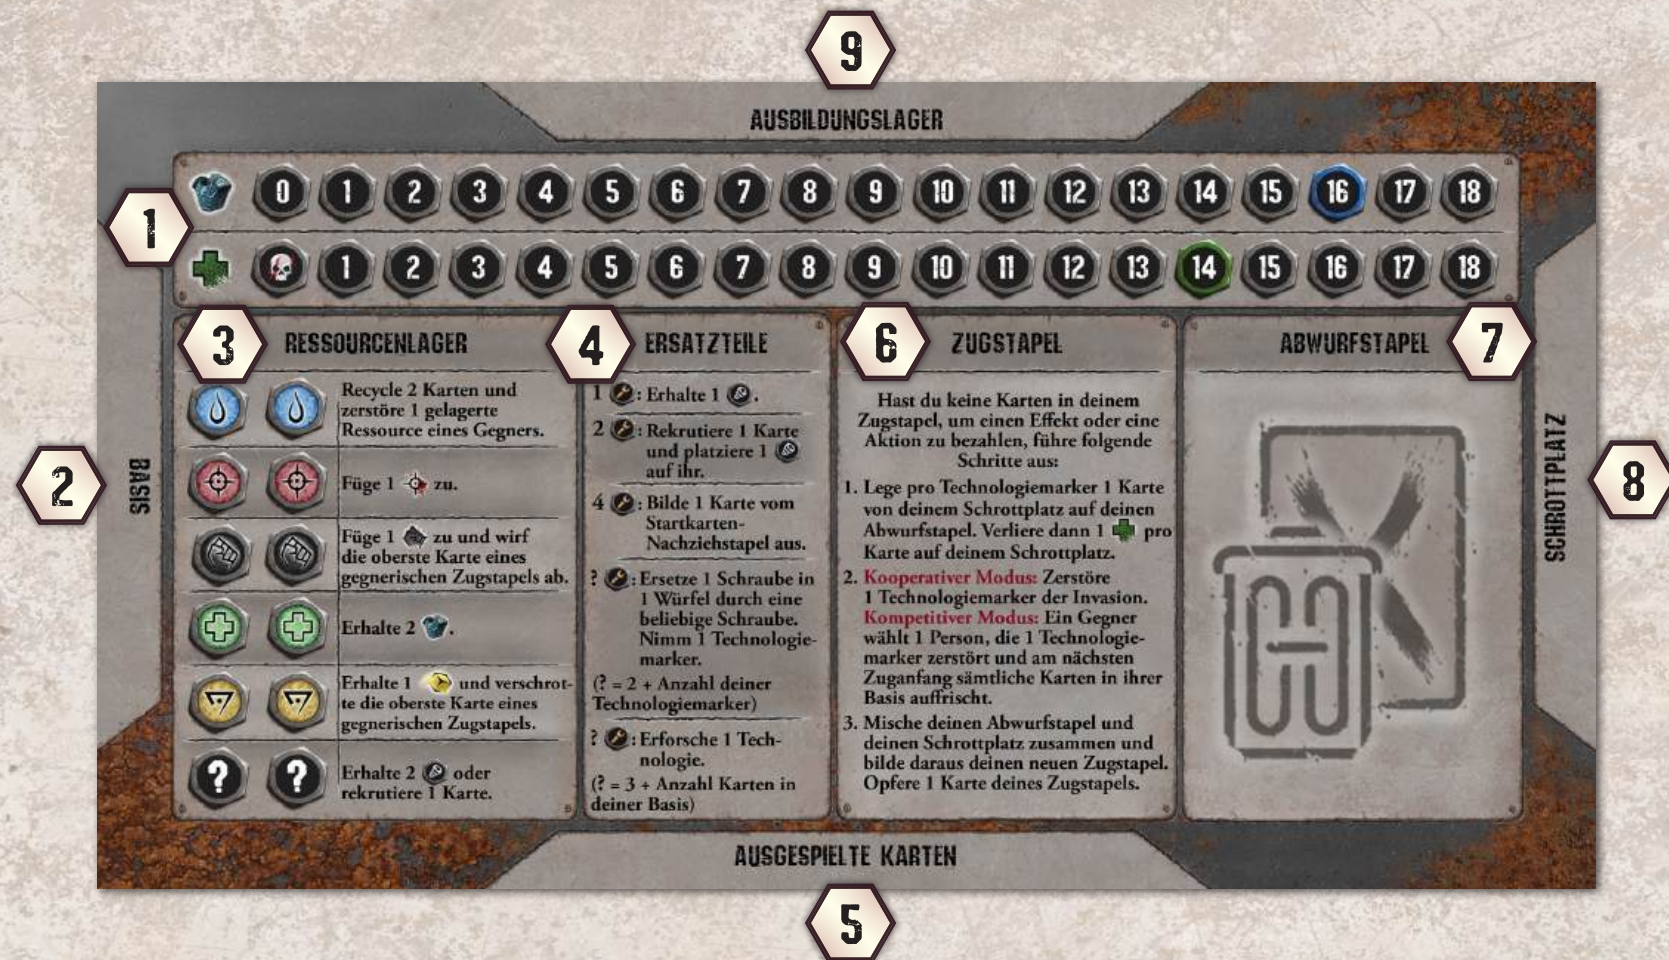 9
AUSBILDUNGSLAGER
0 1 2 3 4 5 6 7 8 9 10 11 12 13 14 15 16 17 18
1
1 2 3 4 5 6 7 8 9 10 11 12 13 14 15 16 17 18
2
BASIS
3
RESSOURCENLAGER
Recycle 2 Karten und
zerstöre 1 gelagerte
Ressource eines Gegners.
Füge 1 zu.
Füge 1 zu und wirf
die oberste Karte eines
gegnerischen Zugstapels ab.
Erhalte 2 .
Erhalte 1 und verschrot-
te die oberste Karte eines
gegnerischen Zugstapels.
? ?
Erhalte 2 oder
rekrutiere 1 Karte.
4
ERSATZTEILE
1 : Erhalte 1 .
2 : Rekrutiere 1 Karte
und platziere 1
auf ihr.
4 : Bilde 1 Karte vom
Startkarten-
Nachziehstapel aus.
? : Ersetze 1 Schraube in
1 Würfel durch eine
beliebige Schraube.
Nimm 1 Technologie-
marker.
(? = 2 + Anzahl deiner
Technologiemarker)
? : Erforsche 1 Tech-
nologie.
(? = 3 + Anzahl Karten in
deiner Basis)
6
ZUGSTAPEL
Hast du keine Karten in deinem
Zugstapel, um einen Effekt oder eine
Aktion zu bezahlen, führe folgende
Schritte aus:
1. Lege pro Technologiemarker 1 Karte
von deinem Schrottplatz auf deinen
Abwurfstapel. Verliere dann 1 pro
Karte auf deinem Schrottplatz.
2. Kooperativer Modus: Zerstöre
1 Technologiemarker der Invasion.
Kompetitiver Modus: Ein Gegner
wählt 1 Person, die 1 Technologie-
marker zerstört und am nächsten
Zuganfang sämtliche Karten in ihrer
Basis auffrischt.
3. Mische deinen Abwurfstapel und
deinen Schrottplatz zusammen und
bilde daraus deinen neuen Zugstapel.
Opfere 1 Karte deines Zugstapels.
ABWURFSTAPEL
7
SCHROTTPLATZ
8
AUSGESPIELTE KARTEN
5